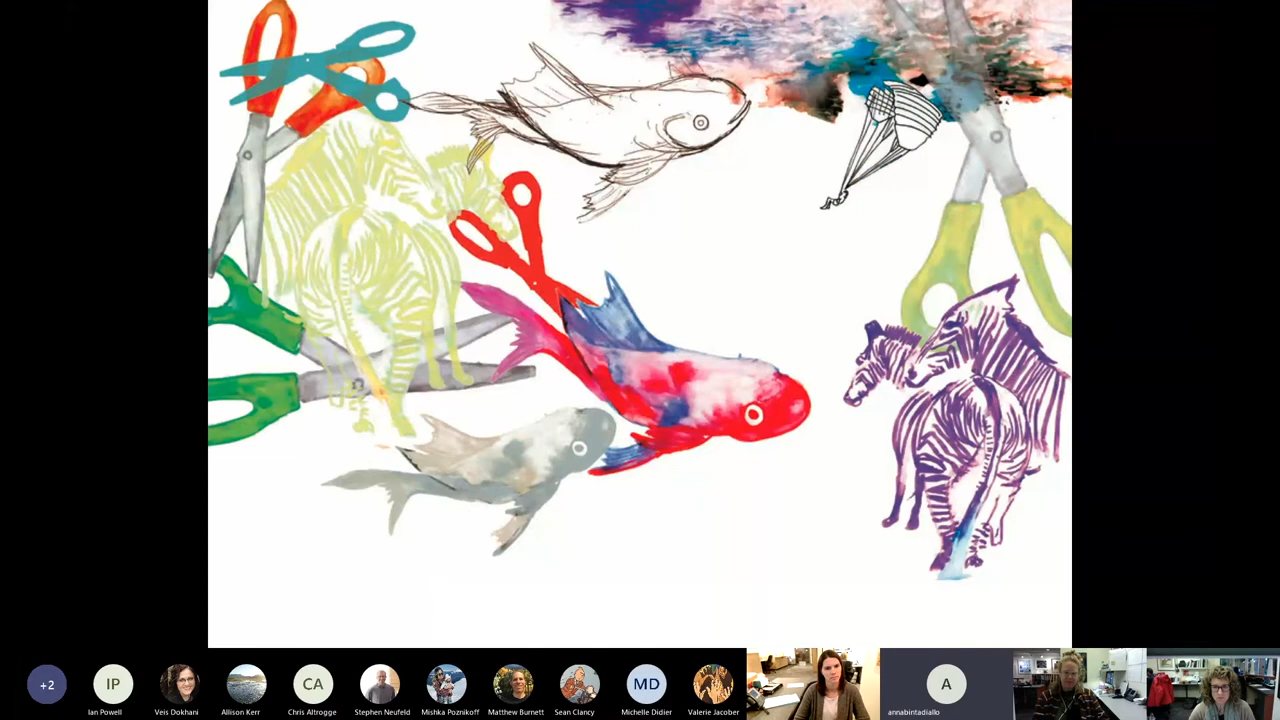 +2
IP
CA
MD
A
Ian Powell
Veis Dokhani
Allison Kerr
Chris Altrogge
Stephen Neufeld
Mishka Poznikoff
Matthew Burnett
Sean Clancy
Michelle Didier
Valerie Jacober
annabintadiallo